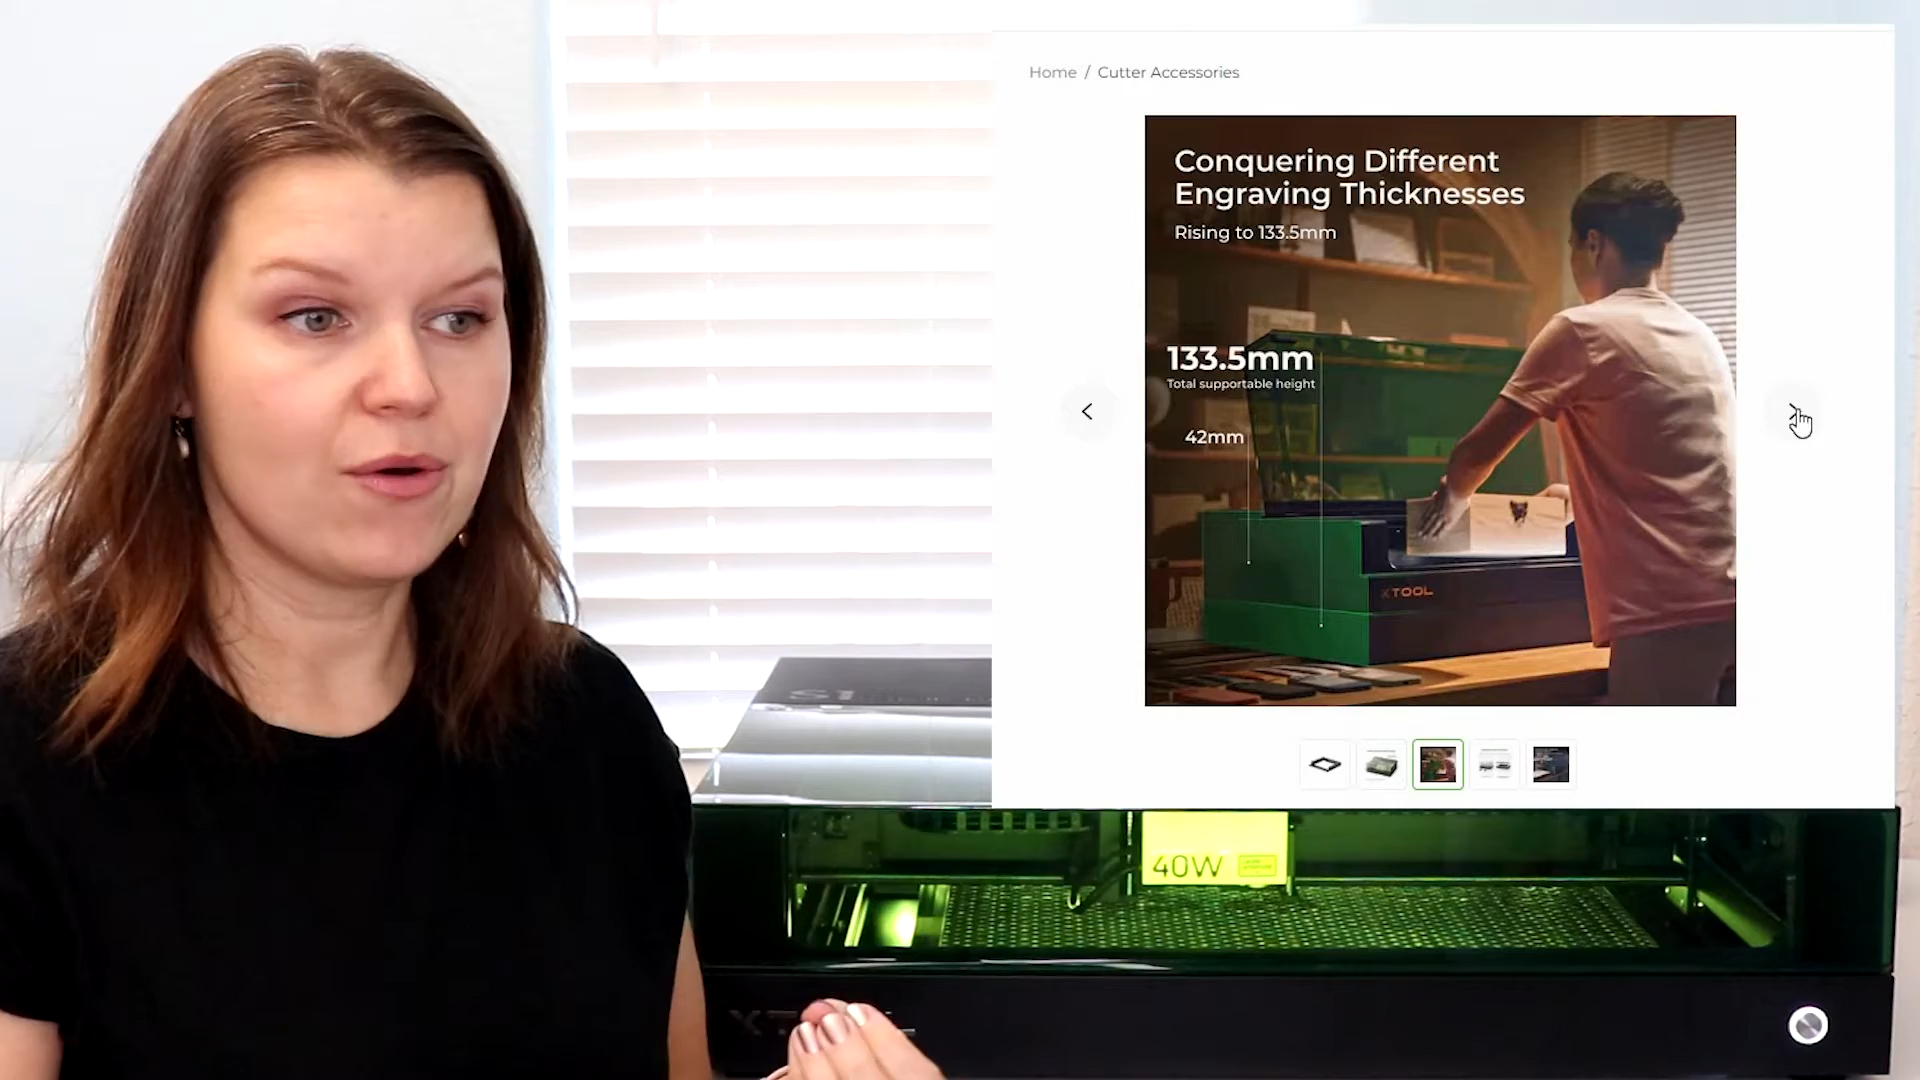 Home / Cutter Accessories
Conquering Different
Engraving Thicknesses
Rising to 133.5mm
133.5mm
Total supportable height
42mm
XTOOL
S1
40W